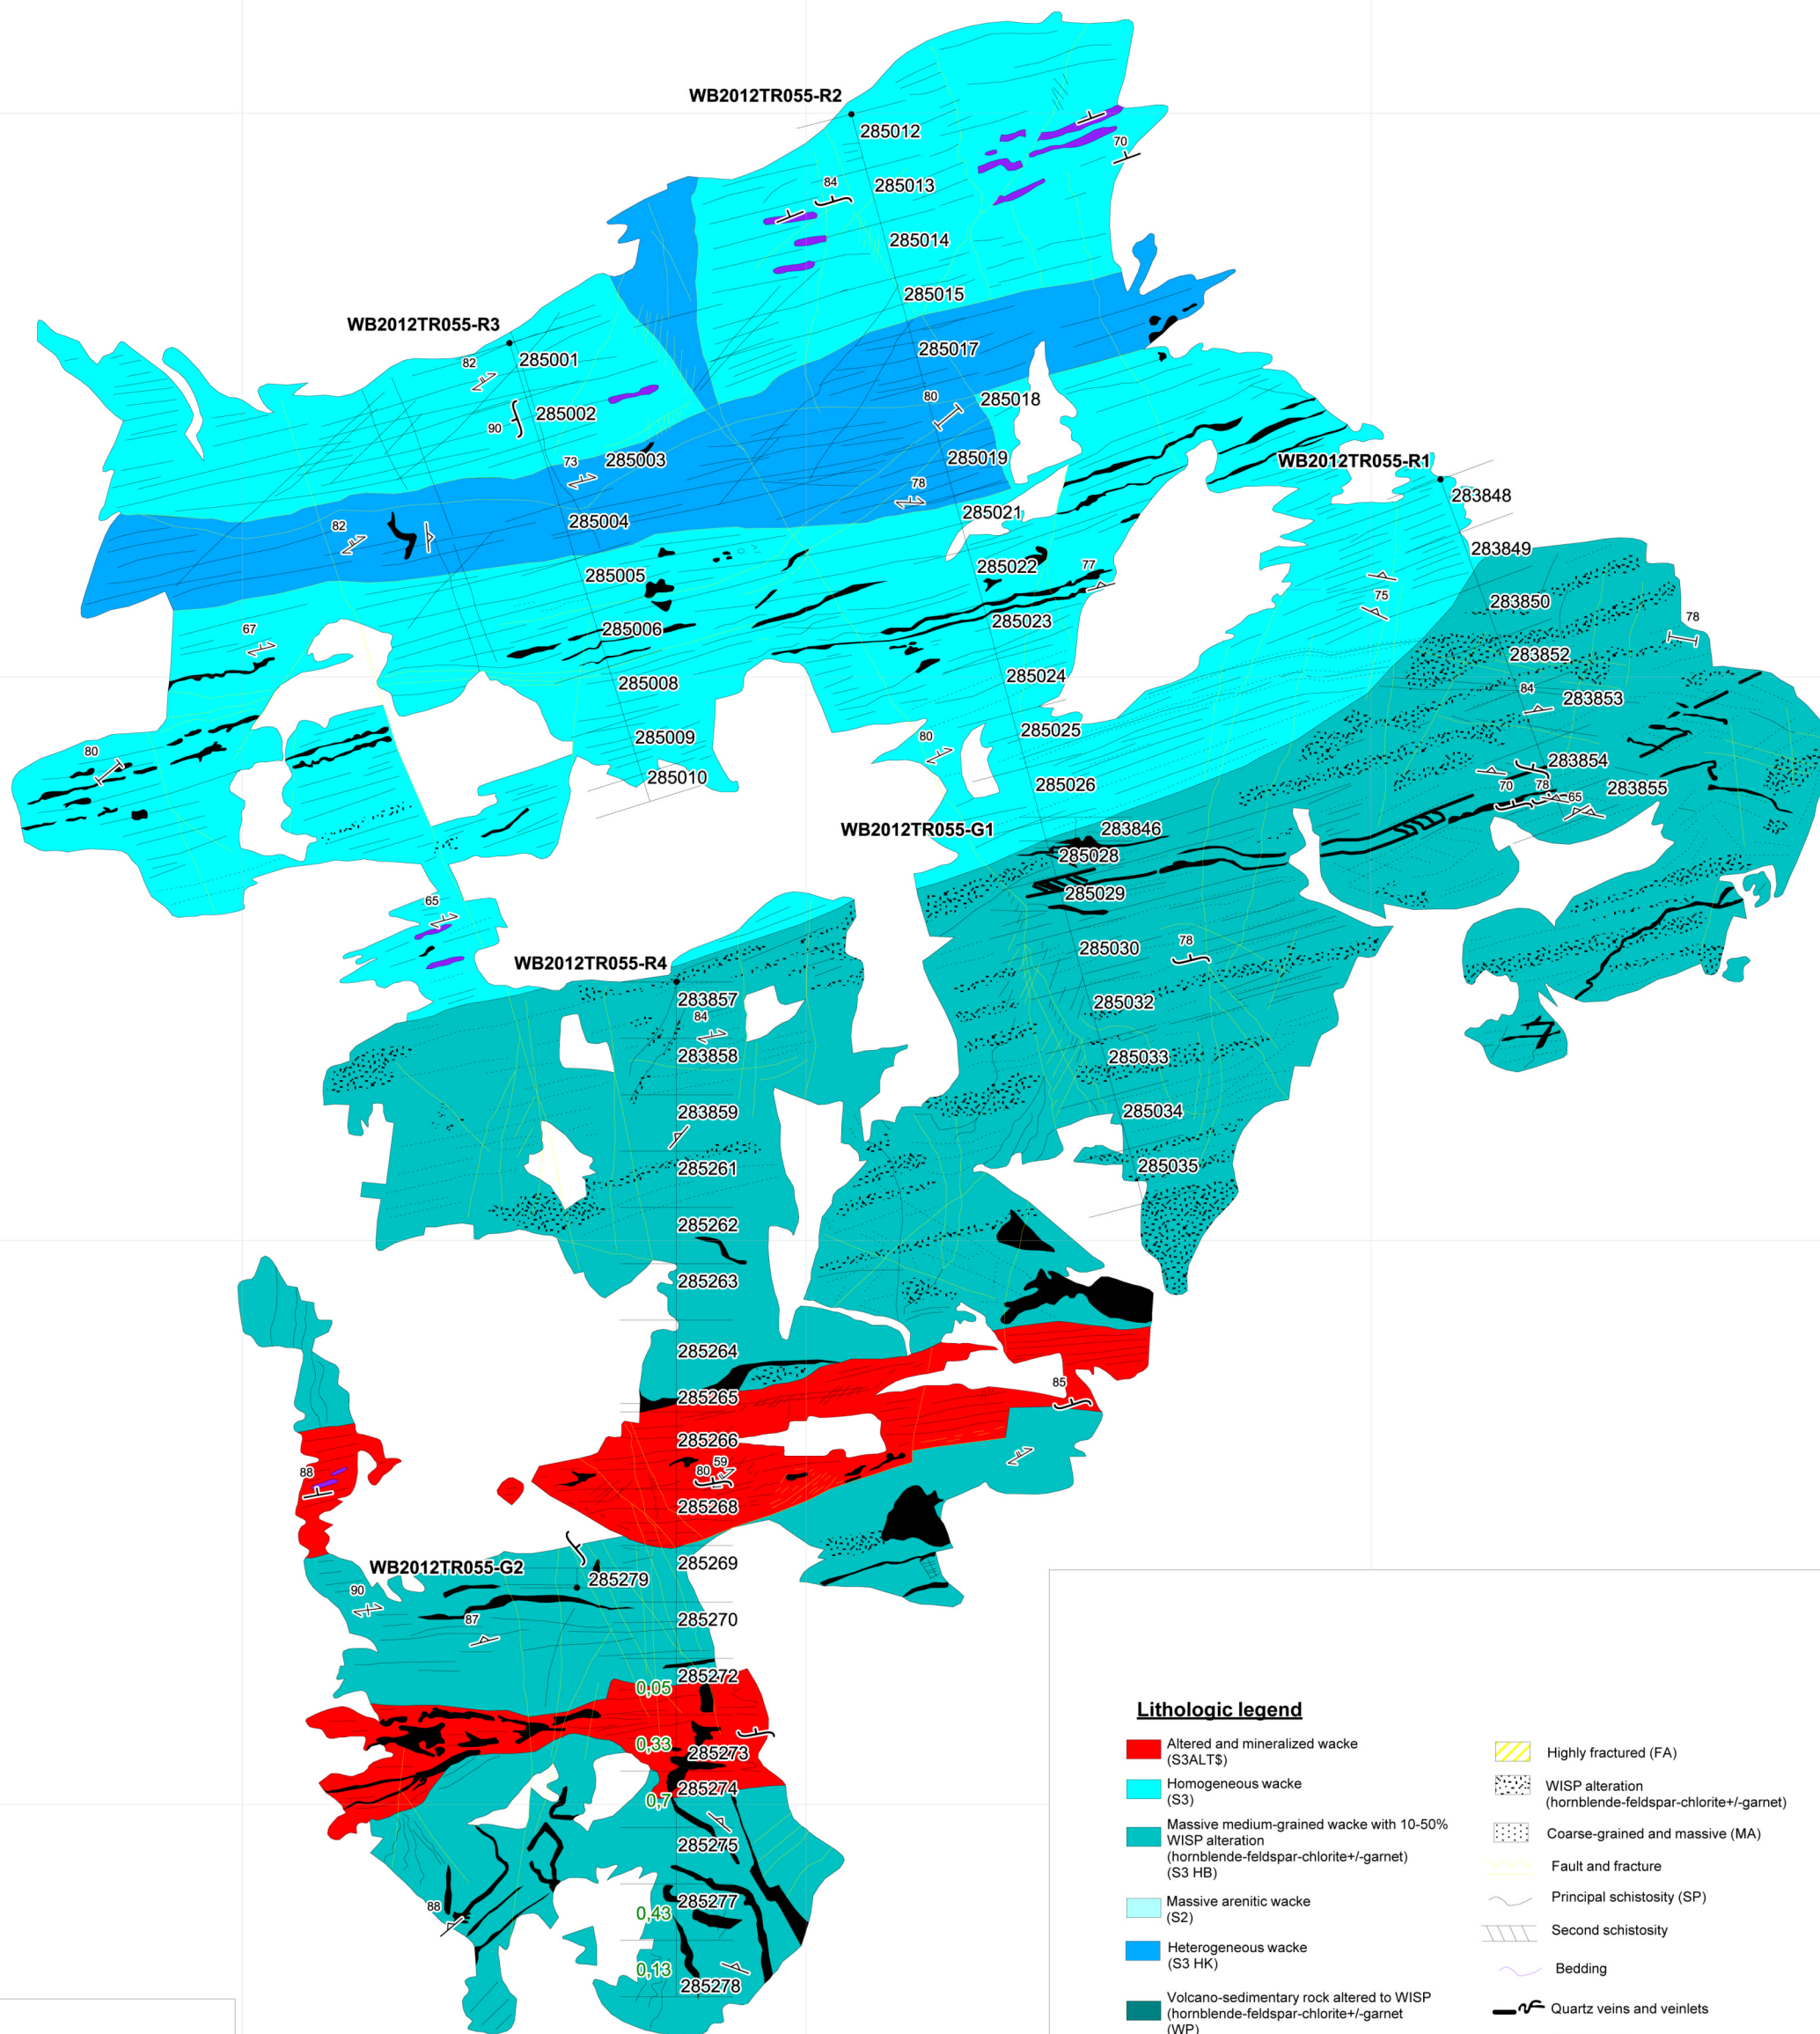 WB2012TR055-R2
285012
70
84
285013
285014
285015
WB2012TR055-R3
82
285001
285017
80
285018
285002
90
WB2012TR055-R1
73
285003
285019
283848
78
285021
82
285004
283849
285022
77
285005
75
283850
285023
67
285006
78
283852
285024
285008
84
283853
285025
80
285009
80
283854
285010
285026
70
78
283855
65
WB2012TR055-G1
283846
285028
285029
65
78
285030
WB2012TR055-R4
283857
285032
84
283858
285033
283859
285034
285261
285035
285262
285263
285264
85
285265
285266
59
80
88
285268
285269
WB2012TR055-G2
285279
90
87
285270
285272
0,05
0,33
285273
285274
0,7
285275
88
285277
0,43
0,13
285278
Lithologic legend
Altered and mineralized wacke
(S3ALT$)
Homogeneous wacke
(S3)
Massive medium-grained wacke with 10-50%
WISP alteration
(hornblende-feldspar-chlorite+/-garnet)
(S3 HB)
Massive arenitic wacke
(S2)
Heterogeneous wacke
(S3 HK)
Volcano-sedimentary rock altered to WISP
(hornblende-feldspar-chlorite+/-garnet
(WP)
Highly fractured (FA)
WISP alteration
(hornblende-feldspar-chlorite+/-garnet)
Coarse-grained and massive (MA)
Fault and fracture
Principal schistosity (SP)
Second schistosity
Bedding
Quartz veins and veinlets